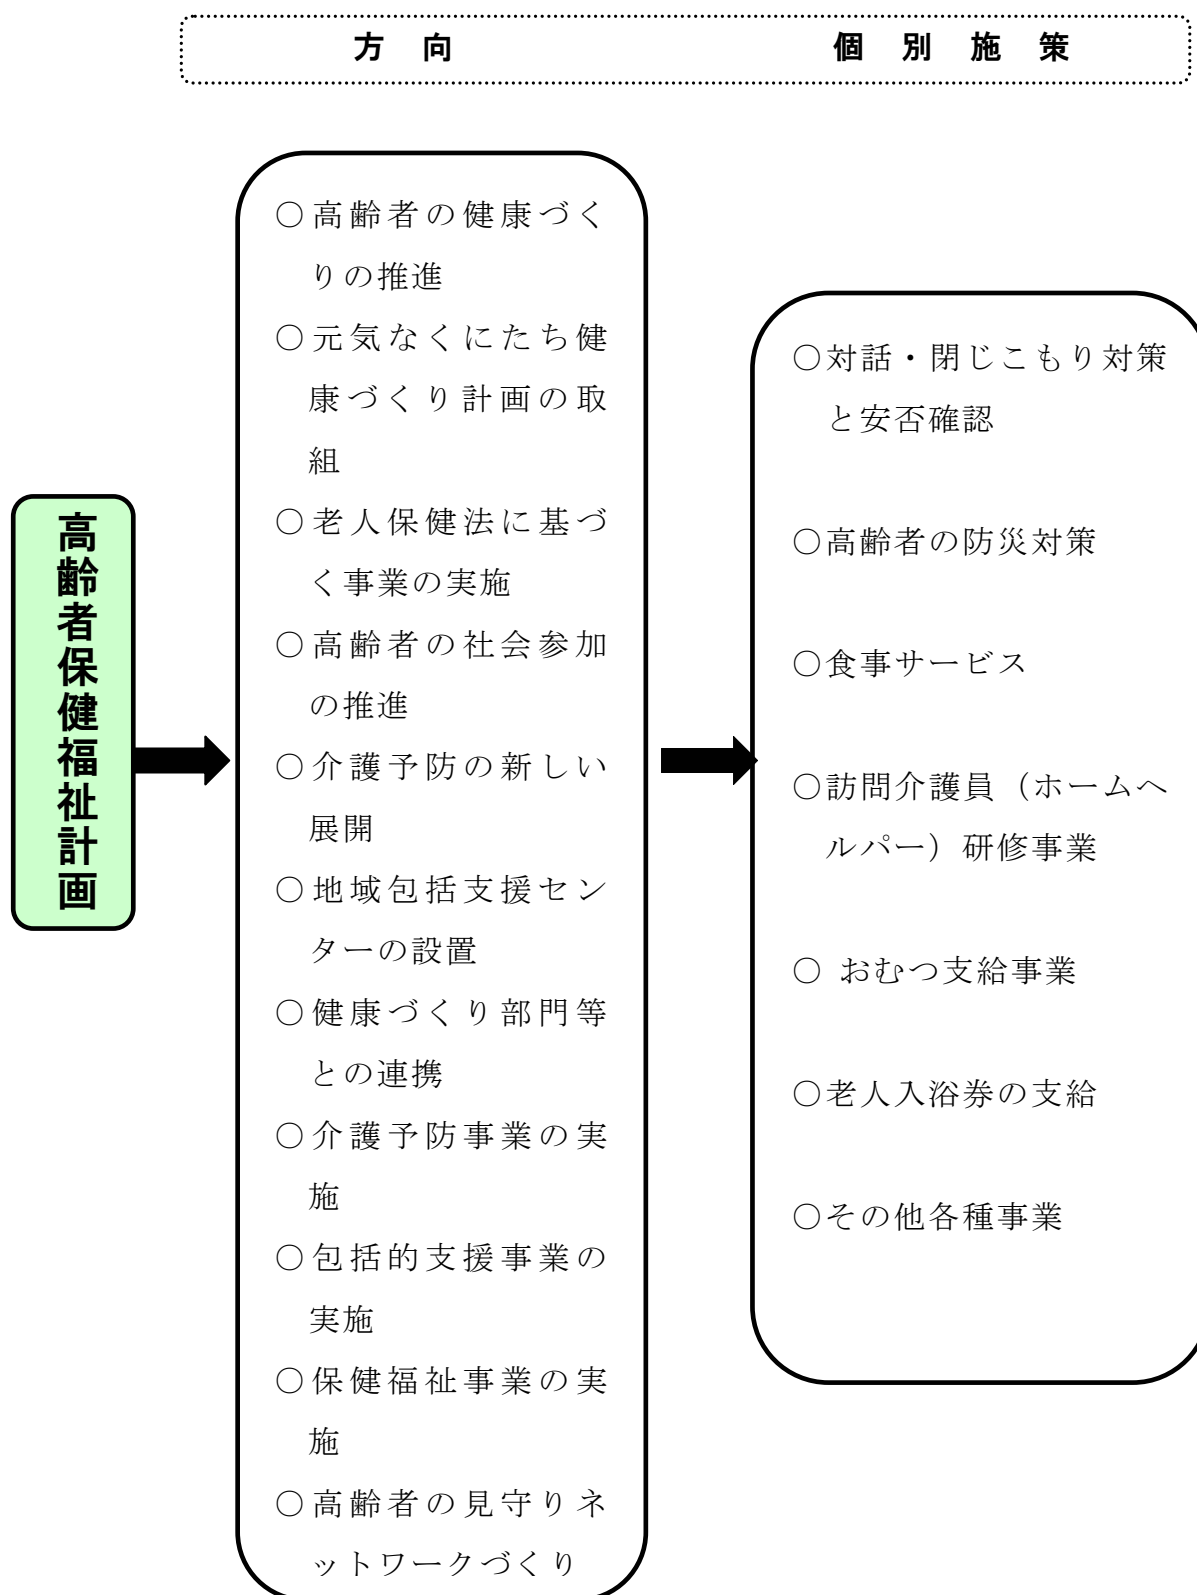 方向 個別施策
高齢者保健福祉計画
○高齢者の健康づく
りの推進
○元気なくにたち健
康づくり計画の取
組
○老人保健法に基づ
く事業の実施
○高齢者の社会参加
の推進
○介護予防の新しい
展開
○地域包括支援セン
ターの設置
○健康づくり部門等
との連携
○介護予防事業の実
施
○包括的支援事業の
実施
○保健福祉事業の実
施
○高齢者の見守りネ
ットワークづくり
○対話・閉じこもり対策
と安否確認
○高齢者の防災対策
○食事サービス
○訪問介護員（ホームヘ
ルパー）研修事業
○ おむつ支給事業
○老人入浴券の支給
○その他各種事業